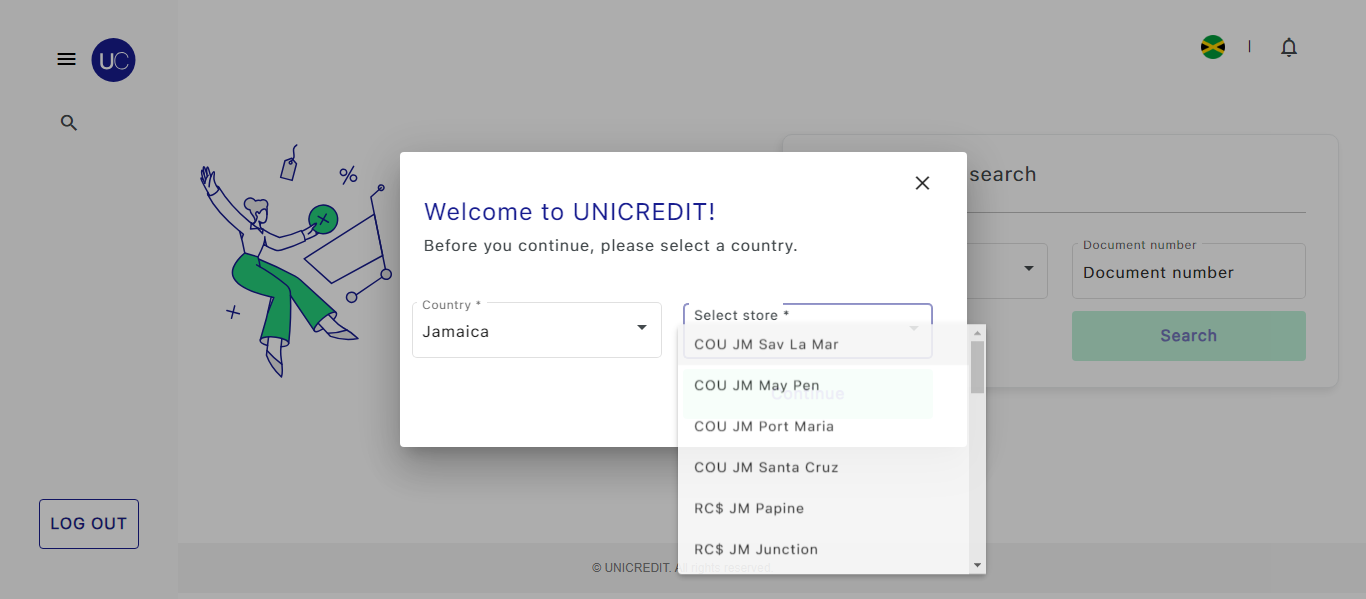 UC
search
Welcome to UNICREDIT!
Before you continue, please select a country.
Country *
Jamaica
Select store *
COU JM Sav La Mar
COU JM May Pen
Continue
COU JM Port Maria
COU JM Santa Cruz
RC$ JM Papine
RC$ JM Junction
Document number
Document number
Search
LOG OUT
© UNICREDIT. All rights reserved.